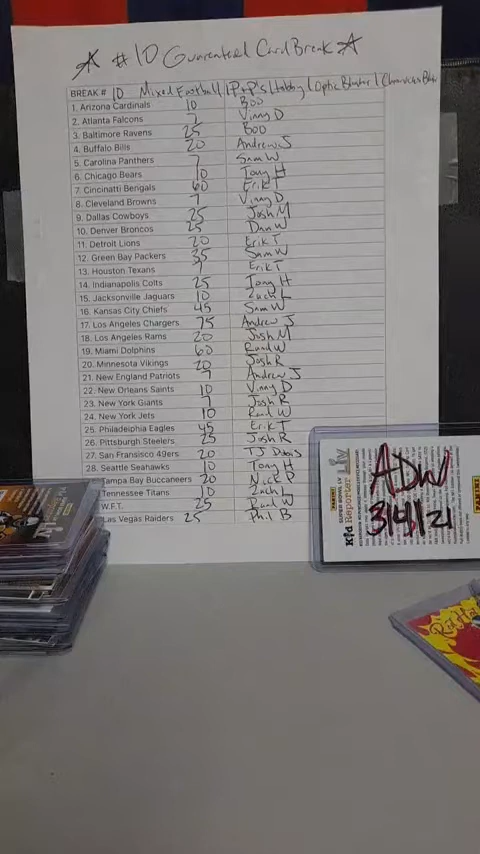 ☆ #10 Guaranteed Card Break ☆
BREAK # 10 Mixed Football
1. Arizona Cardinals 10 Boo
2. Atlanta Falcons 7 Vinny D
3. Baltimore Ravens 25 Boo
4. Buffalo Bills 20 Andrew J
5. Carolina Panthers 7 Sam W
6. Chicago Bears 10 Tony H
7. Cincinatti Bengals 60 Erik T
8. Cleveland Browns 7 Vinny D
9. Dallas Cowboys 25 Josh M
10. Denver Broncos 25 Dan W
11. Detroit Lions 20 Erik T
12. Green Bay Packers 35 Sam W
13. Houston Texans 7 Erik T
14. Indianapolis Colts 25 Tony H
15. Jacksonville Jaguars 10 Zach L
16. Kansas City Chiefs 45 Sam W
17. Los Angeles Chargers 75 Andrew J
18. Los Angeles Rams 20 Josh M
19. Miami Dolphins 60 Rand W
20. Minnesota Vikings 20 Josh R
21. New England Patriots 7 Andrew J
22. New Orleans Saints 10 Vinny D
23. New York Giants 7 Josh R
24. New York Jets 10 Rand W
25. Philadelphia Eagles 45 Erik T
26. Pittsburgh Steelers 25 Josh R
27. San Fransisco 49ers 20 TJ Davis
28. Seattle Seahawks 10 Tony H
Tampa Bay Buccaneers 20 Nick D
Tennessee Titans 10 Zach L
W.F.T. 25 Rand W
Las Vegas Raiders 25 Phil B
PANINI
SUPER BOWL LV
Kid Reporter
ADW
3/4/21